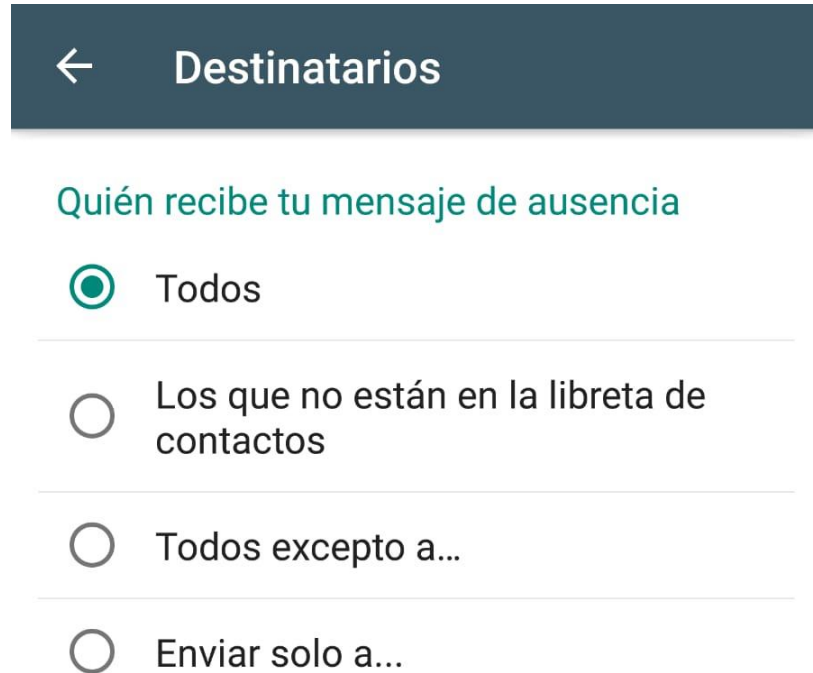 Destinatarios
Quién recibe tu mensaje de ausencia
Todos
Los que no están en la libreta de
contactos
Todos excepto a...
Enviar solo a...